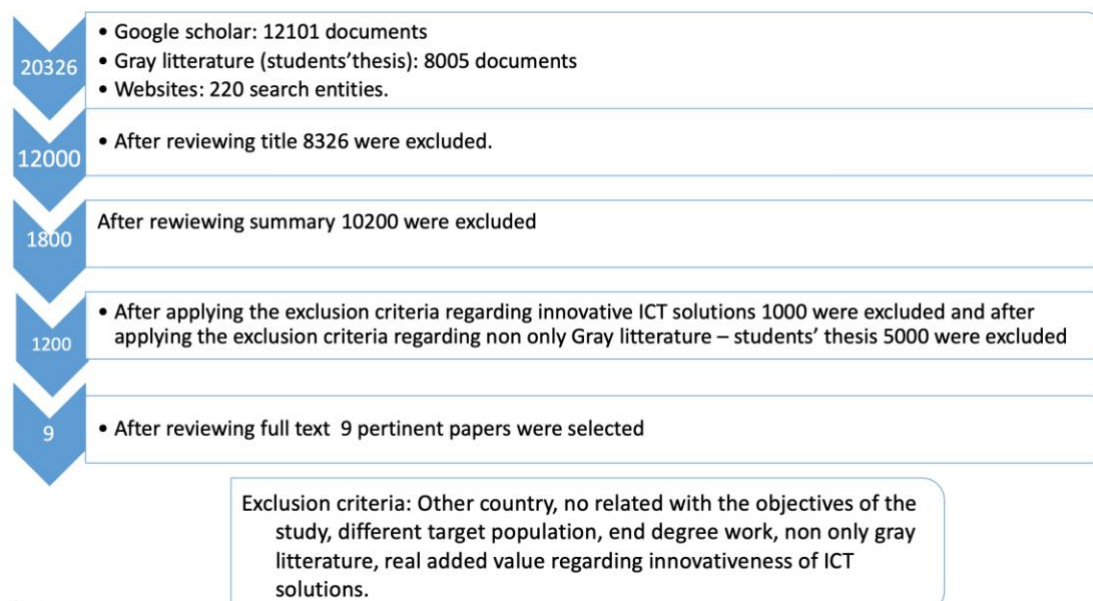 20326
• Google scholar: 12101 documents
• Gray litterature (students'thesis): 8005 documents
• Websites: 220 search entities.
12000
• After reviewing title 8326 were excluded.
1800
After rewiewing summary 10200 were excluded
1200
• After applying the exclusion criteria regarding innovative ICT solutions 1000 were excluded and after
applying the exclusion criteria regarding non only Gray litterature – students' thesis 5000 were excluded
9
• After reviewing full text 9 pertinent papers were selected
Exclusion criteria: Other country, no related with the objectives of the
study, different target population, end degree work, non only gray
litterature, real added value regarding innovativeness of ICT
solutions.